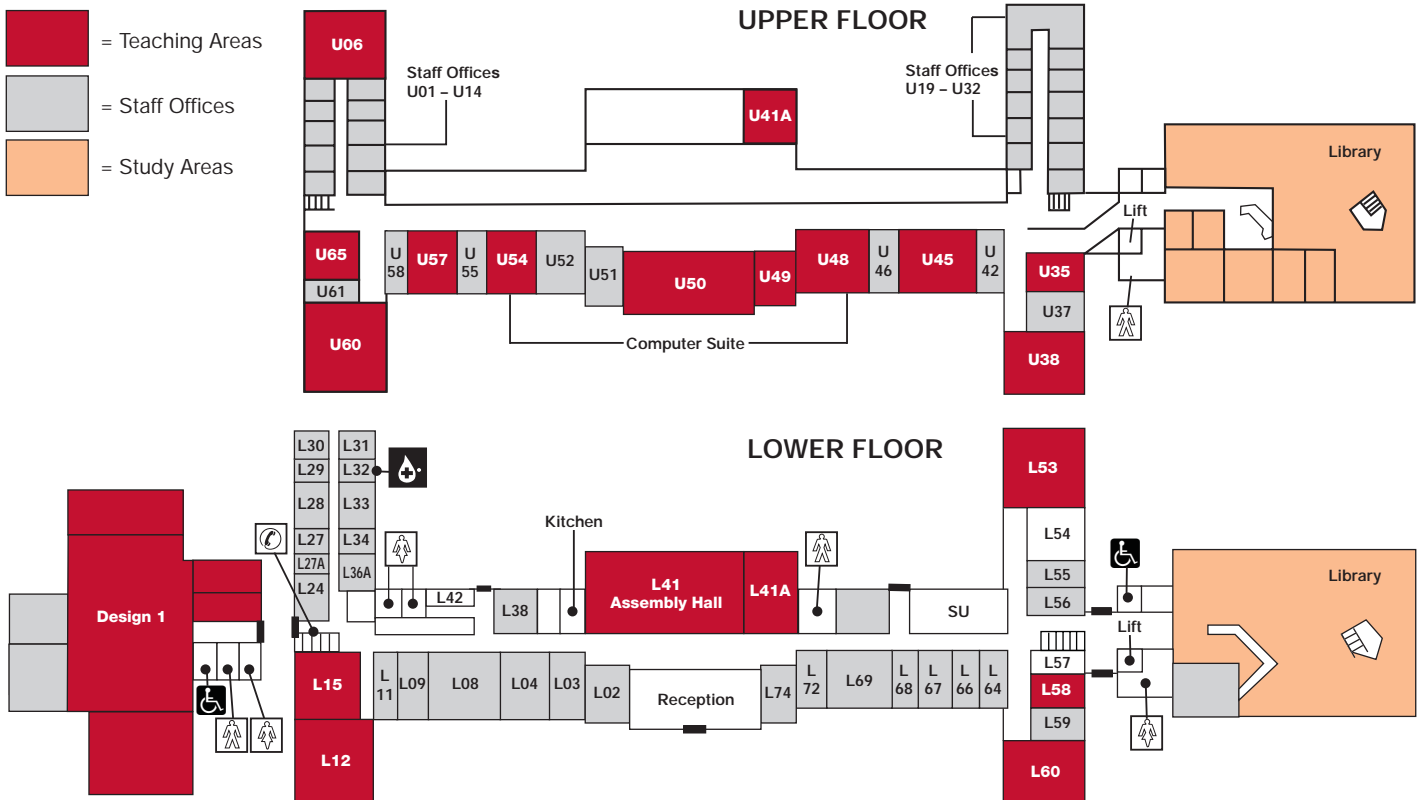 UPPER FLOOR
= Teaching Areas
= Staff Offices
= Study Areas
U06
Staff Offices
U01 – U14
U41A
Staff Offices
U19 – U32
Library
Lift
U65
U61
U60
U
58
U57
U
55
U54
U52
U51
U50
U49
U48
U
46
U45
U
42
U35
U37
U38
Computer Suite
LOWER FLOOR
L30
L31
L29
L32
L28
L33
L27
L34
L27A
L36A
L24
L42
Kitchen
L38
L41
Assembly Hall
L41A
SU
L53
L54
L55
L56
Library
Lift
Design 1
L15
L12
L
11
L09
L08
L04
L03
L02
Reception
L74
L
72
L69
L
68
L
67
L
66
L
64
L57
L58
L59
L60